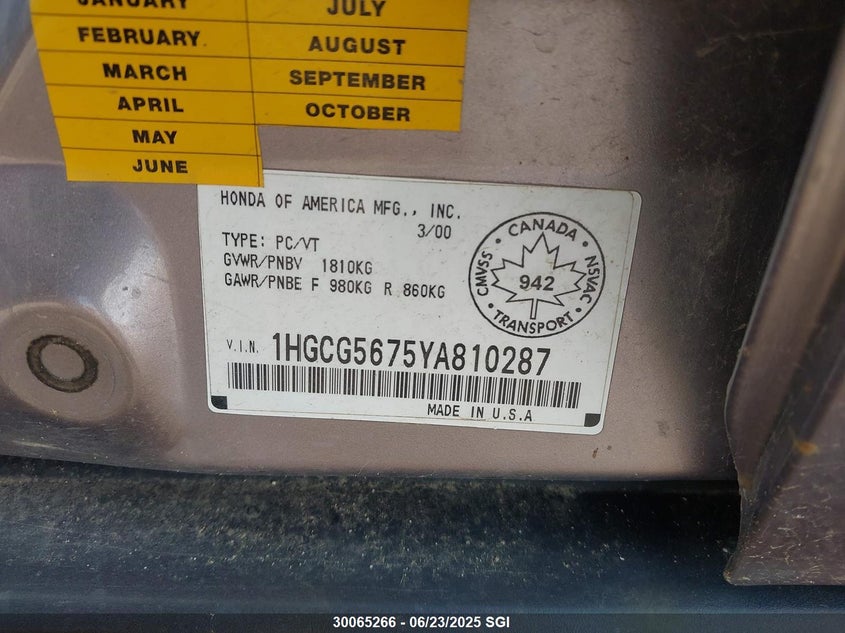 JANUARY
FEBRUARY
MARCH
APRIL
MAY
JUNE
JULY
AUGUST
SEPTEMBER
OCTOBER
HONDA OF AMERICA MFG., INC.
3/00
TYPE: PC/VT
GVWR/PNBV 1810KG
GAWR/PNBE F 980KG R 860KG
CANADA
CMVSS
942
NSVAC
TRANSPORT
V.I.N. 1HGCG5675YA810287
MADE IN U.S.A
30065266 - 06/23/2025 SGI